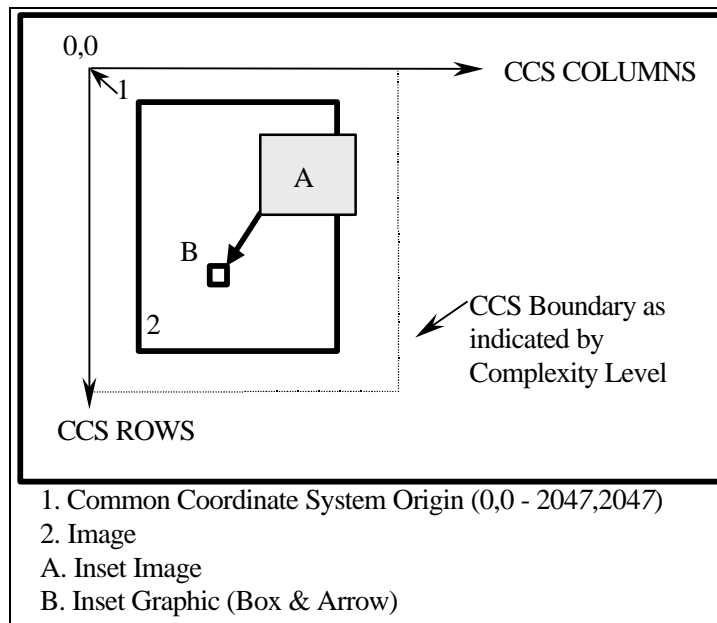 0,0
CCS COLUMNS
1
A
B
2
CCS Boundary as
indicated by
Complexity Level
CCS ROWS
1. Common Coordinate System Origin (0,0 - 2047,2047)
2. Image
A. Inset Image
B. Inset Graphic (Box & Arrow)